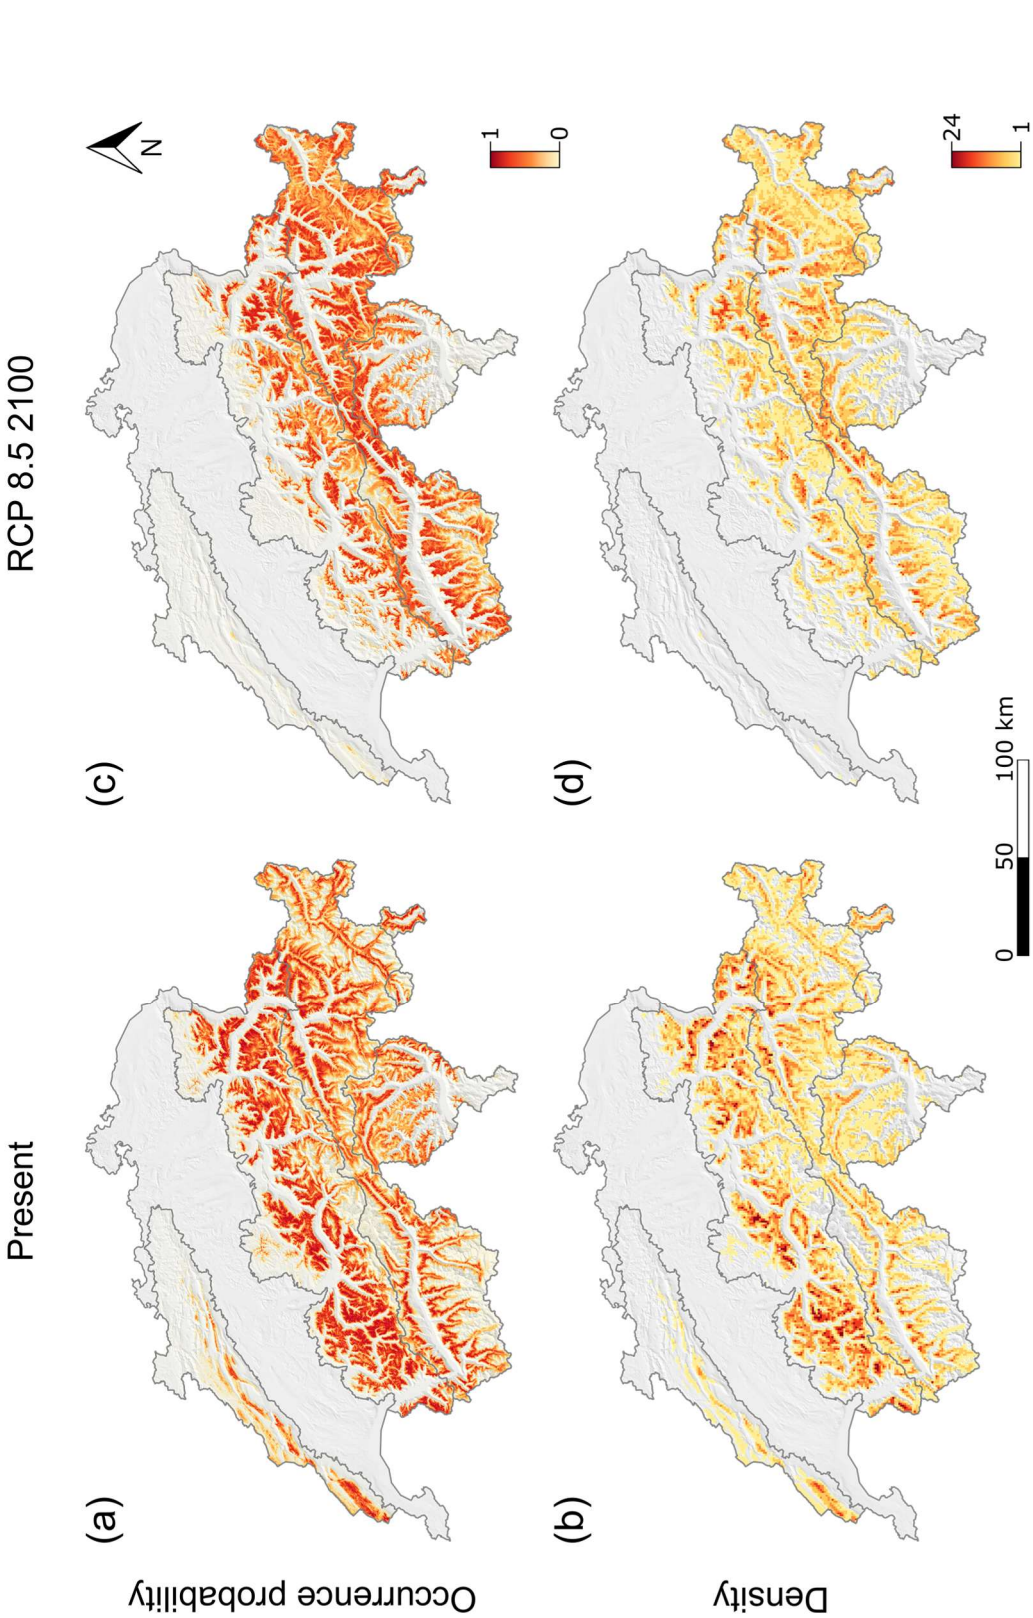 Present
RCP 8.5 2100
Occurrence probability
(a)
(c)
N
1
0
Density
(b)
(d)
24
1
0
50
100 km